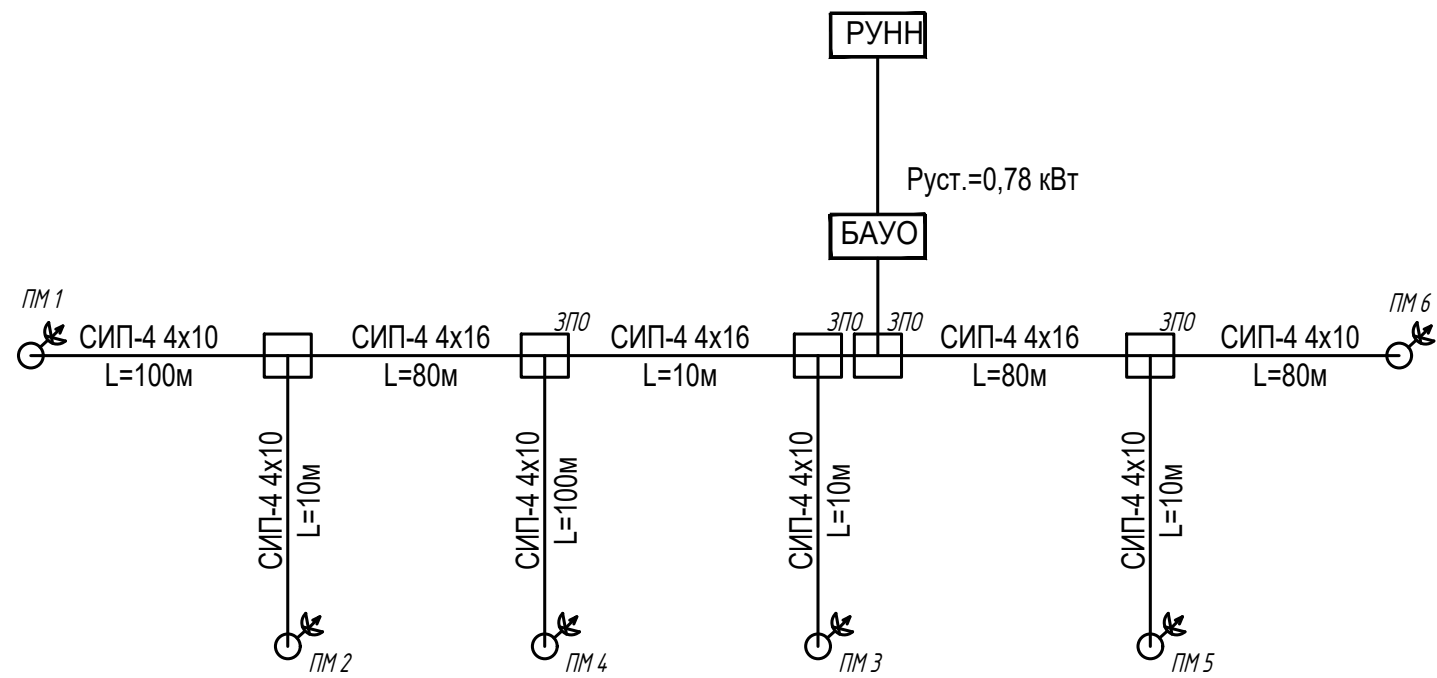 РУНН
Руст.=0,78 кВт
БАУО
ПМ 1
ПМ 6
ЗПО
ЗПО
ЗПО
ЗПО
СИП-4 4х10
СИП-4 4х16
СИП-4 4х16
СИП-4 4х16
СИП-4 4х10
L=100м
L=80м
L=10м
L=80м
L=80м
СИП-4 4х10
L=10м
СИП-4 4х10
L=100м
СИП-4 4х10
L=10м
СИП-4 4х10
L=10м
ПМ 2
ПМ 4
ПМ 3
ПМ 5